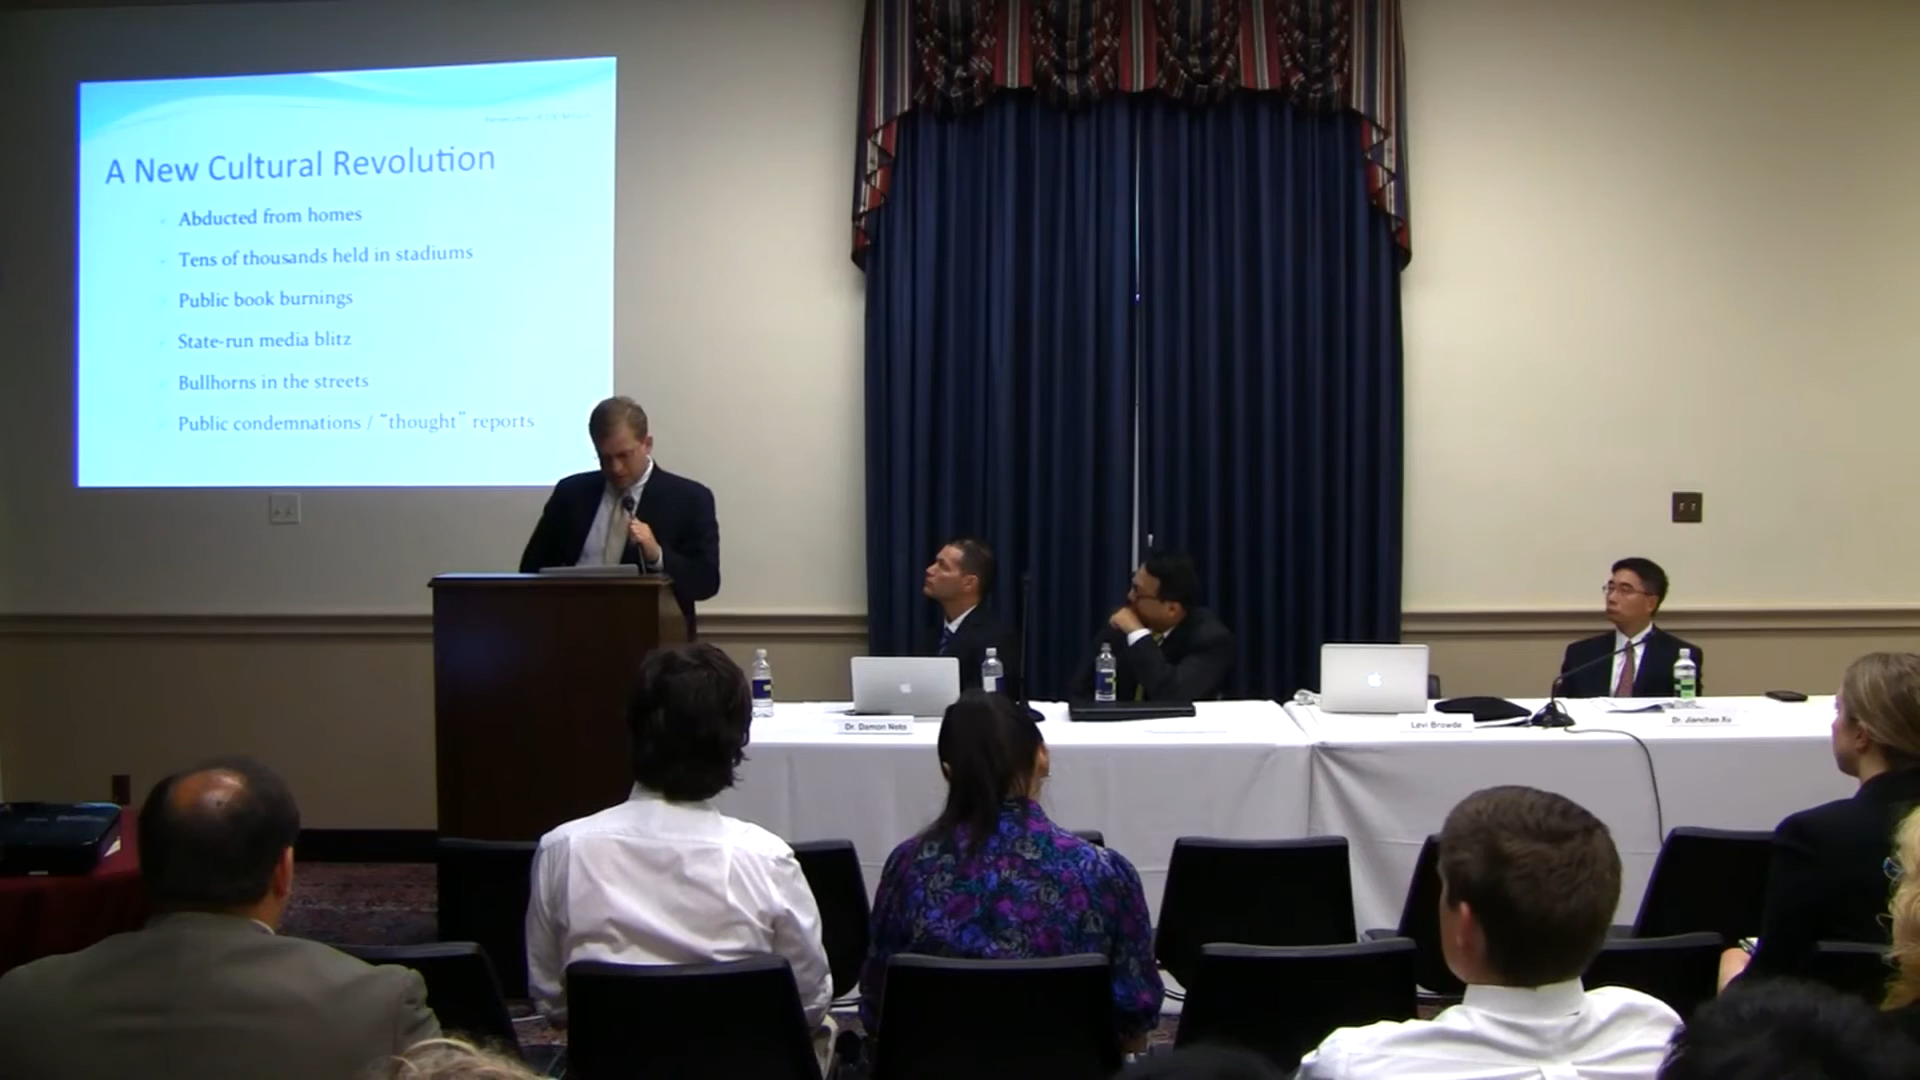 A New Cultural Revolution
Abducted from homes
Tens of thousands held in stadiums
Public book burnings
State-run media blitz
Bullhorns in the streets
Public condemnations / "thought" reports
Dr. Damon Noto
Levi Browde
Dr. Jianchao Xu